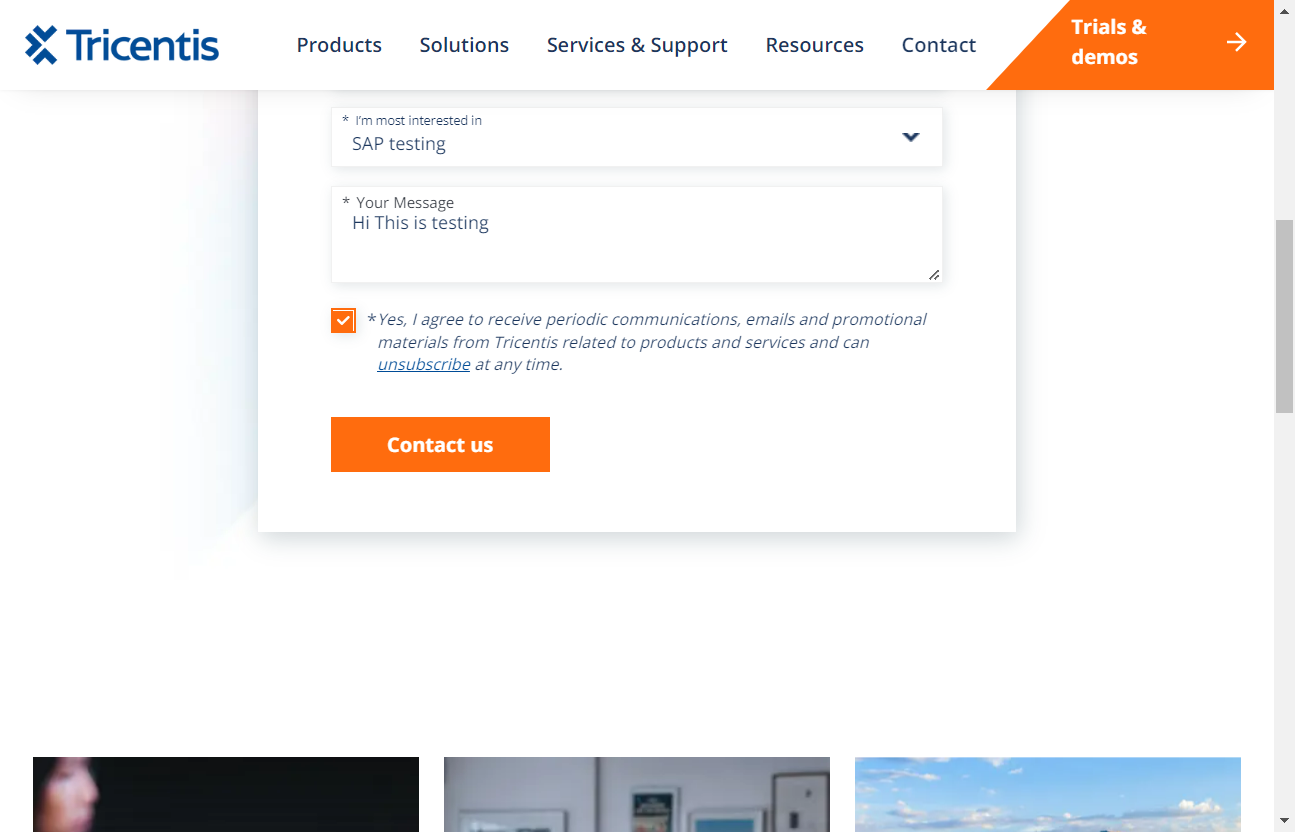 Tricentis
Products Solutions Services & Support Resources Contact
Trials &
demos
* I'm most interested in
SAP testing
* Your Message
Hi This is testing
* Yes, I agree to receive periodic communications, emails and promotional
materials from Tricentis related to products and services and can
unsubscribe at any time.
Contact us